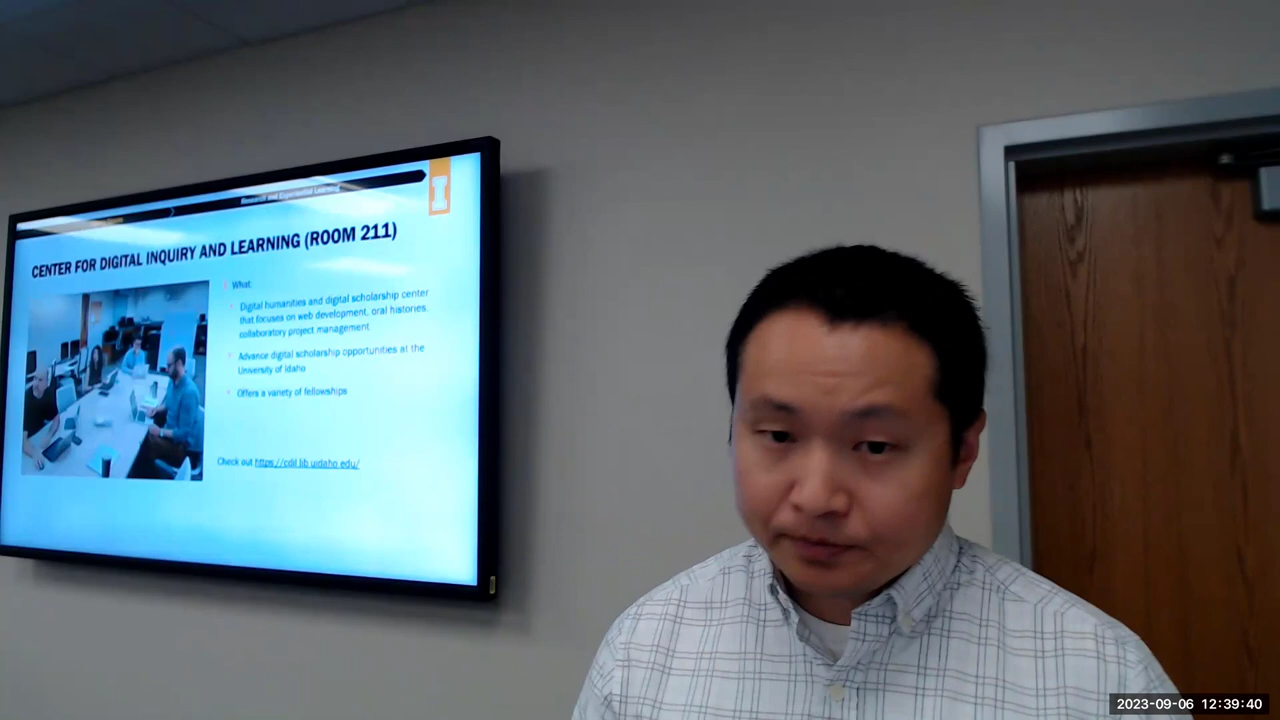 Research and Experiential Learning
I
CENTER FOR DIGITAL INQUIRY AND LEARNING (ROOM 211)
What:
Digital humanities and digital scholarship center
that focuses on web development, oral histories,
collaboratory project management
Advance digital scholarship opportunities at the
University of Idaho
Offers a variety of fellowships
Check out https://cdil.lib.uidaho.edu/
2023-09-06 12:39:40